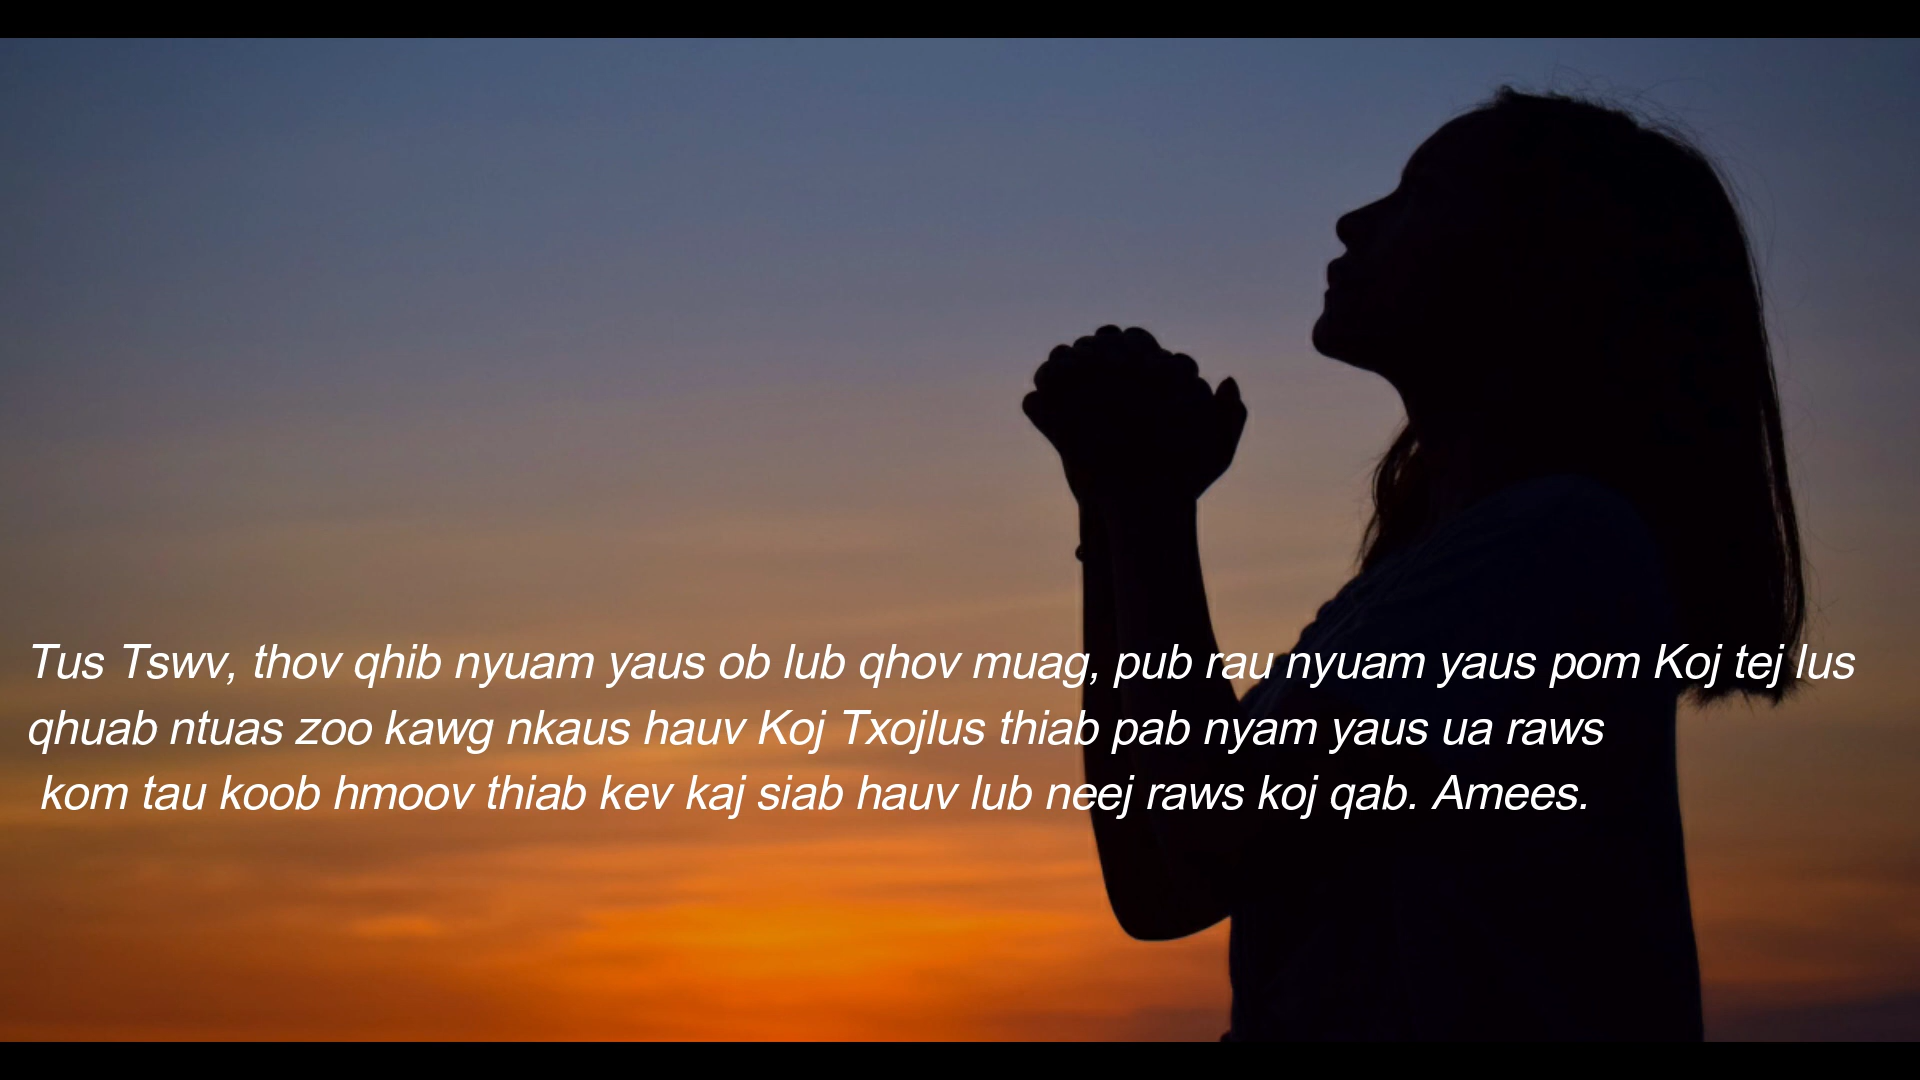 Tus Tswv, thov qhib nyuam yaus ob lub qhov muag, pub rau nyuam yaus pom Koj tej lus
qhuab ntuas zoo kawg nkaus hauv Koj Txojlus thiab pab nyam yaus ua raws
kom tau koob hmoov thiab kev kaj siab hauv lub neej raws koj qab. Amees.